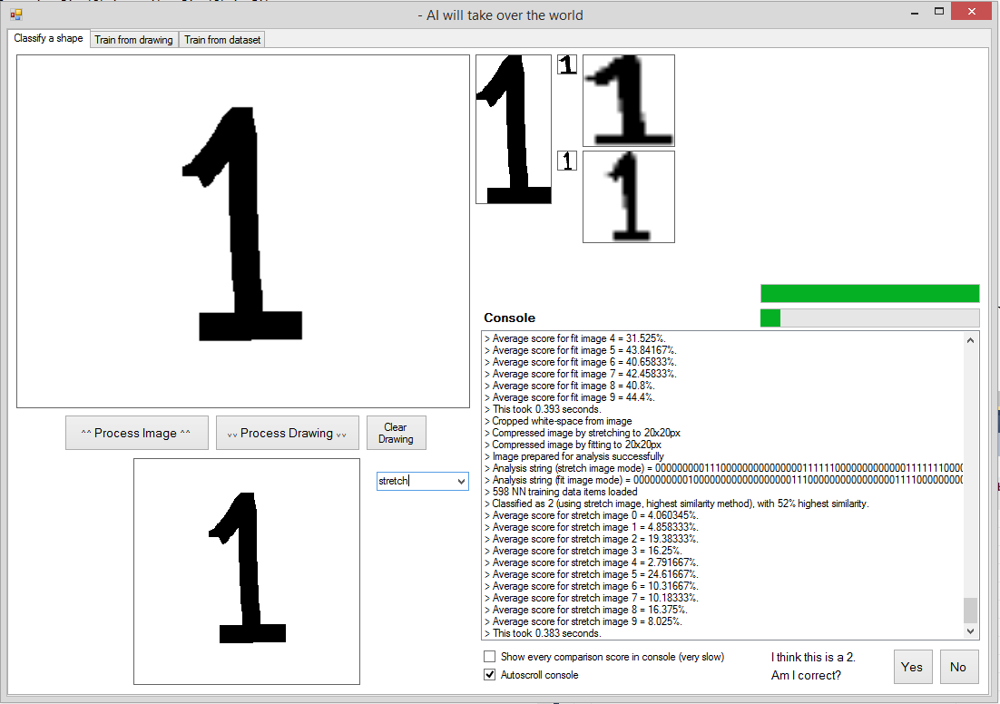 - AI will take over the world
Classify a shape
Train from drawing
Train from dataset
1
1
1
1
1
1
^^ Process Image ^^
vv Process Drawing vv
Clear
Drawing
stretch
1
Console
> Average score for fit image 4 = 31.525%.
> Average score for fit image 5 = 43.84167%.
> Average score for fit image 6 = 40.65833%.
> Average score for fit image 7 = 42.45833%.
> Average score for fit image 8 = 40.8%.
> Average score for fit image 9 = 44.4%.
> This took 0.393 seconds.
> Cropped white-space from image
> Compressed image by stretching to 20x20px
> Compressed image by fitting to 20x20px
> Image prepared for analysis successfully
> Analysis string (stretch image mode) =
> Analysis string (fit image mode) =
> 598 NN training data items loaded
> Classified as 2 (using stretch image, highest similarity method), with 52% highest similarity.
> Average score for stretch image 0 = 4.060345%.
> Average score for stretch image 1 = 4.858333%.
> Average score for stretch image 2 = 19.38333%.
> Average score for stretch image 3 = 16.25%.
> Average score for stretch image 4 = 2.791667%.
> Average score for stretch image 5 = 24.61667%.
> Average score for stretch image 6 = 10.31667%.
> Average score for stretch image 7 = 10.18333%.
> Average score for stretch image 8 = 16.375%.
> Average score for stretch image 9 = 8.025%.
> This took 0.383 seconds.
Show every comparison score in console (very slow)
Autoscroll console
I think this is a 2.
Am I correct?
Yes
No